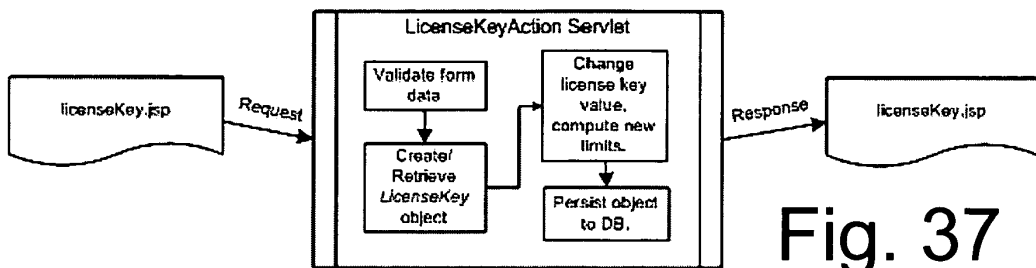 LicenseKeyAction Servlet
licenseKey.jsp
Request
Validate form
data
Create/
Retrieve
LicenseKey
object
Change
license key
value,
compute new
limits.
Persist object
to DB.
Response
licenseKey.jsp
Fig. 37